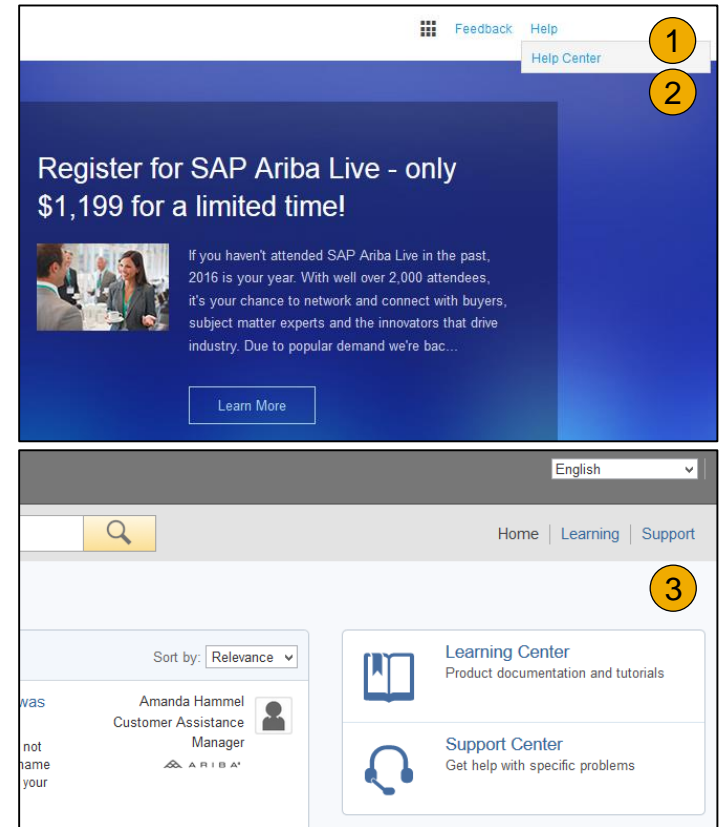 Feedback Help
1
Help Center
2
Register for SAP Ariba Live - only
$1,199 for a limited time!
If you haven't attended SAP Ariba Live in the past,
2016 is your year. With well over 2,000 attendees,
it's your chance to network and connect with buyers,
subject matter experts and the innovators that drive
industry. Due to popular demand we're bac...
Learn More
English
Home | Learning | Support
3
Sort by: Relevance
was
not
name
your
Amanda Hammel
Customer Assistance
Manager
ARIBA
Learning Center
Product documentation and tutorials
Support Center
Get help with specific problems